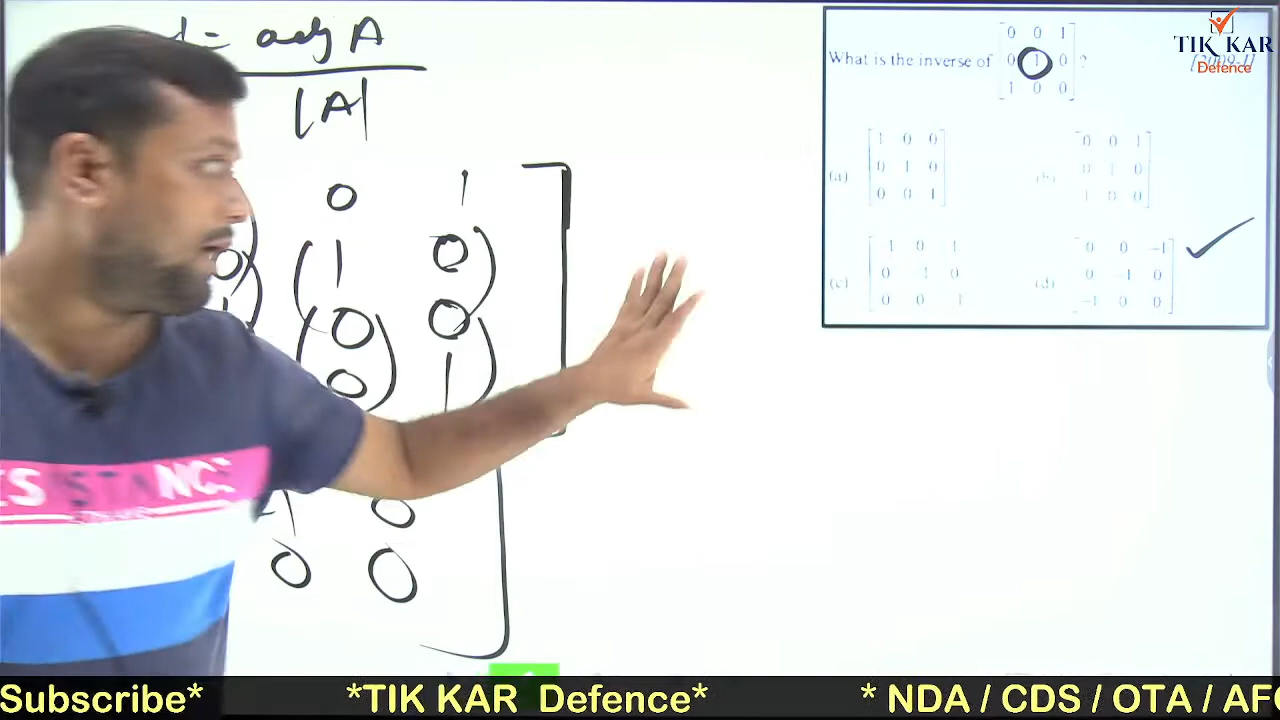 adj A
|A|
0 1
0 1 0
0 0
0 1
1 0
0 0
What is the inverse of
0 0 1
0 1 0
1 0 0
?
[2009-I]
(a)
1 0 0
0 1 0
0 0 1
(b)
0 0 1
0 1 0
1 0 0
(c)
1 0 1
0 1 0
0 0 1
(d)
0 0 -1
0 -1 0
-1 0 0
TIK KAR
Defence
Subscribe* *TIK KAR Defence* * NDA / CDS / OTA /